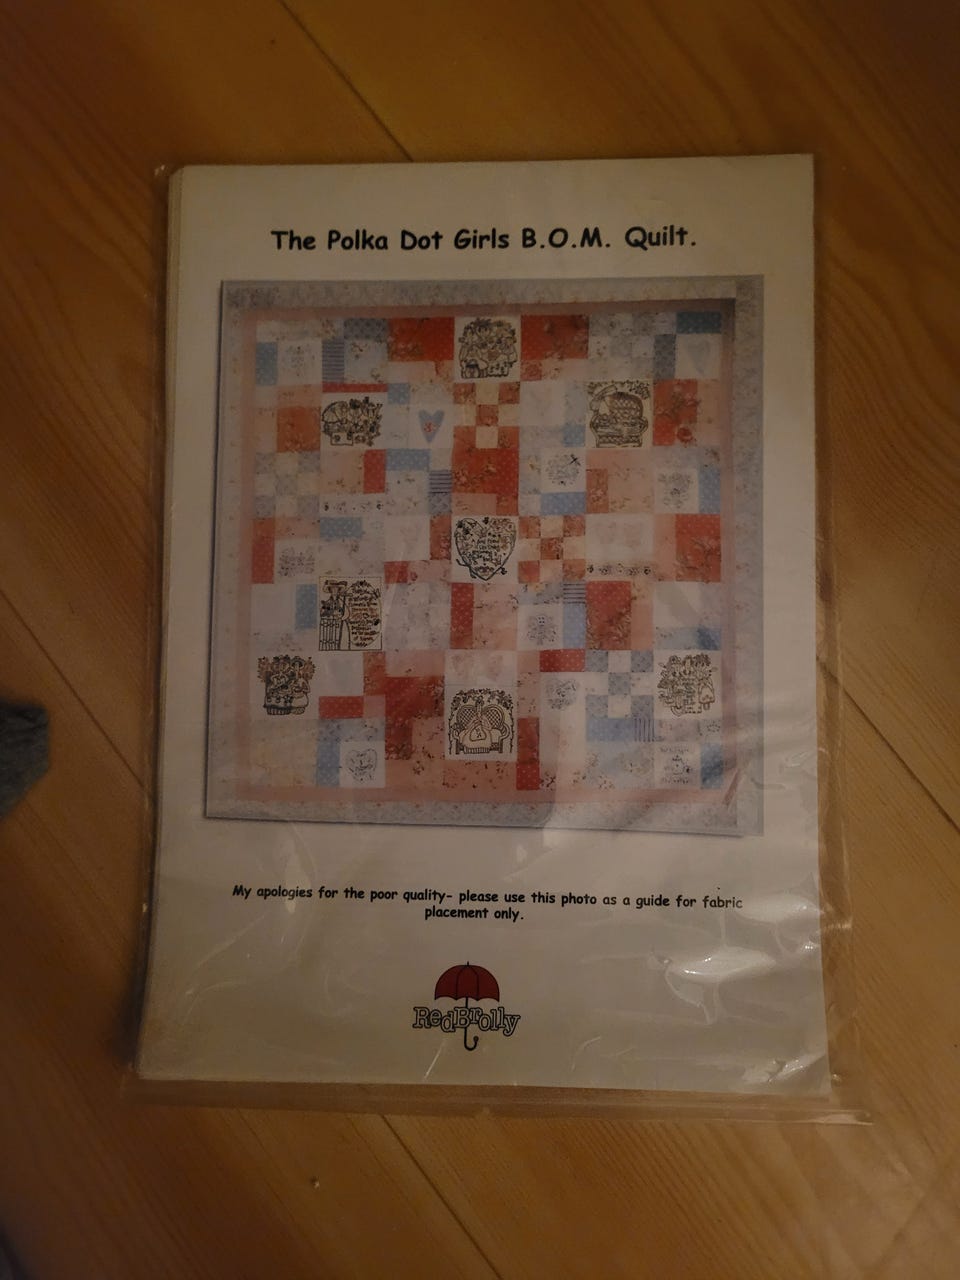 The Polka Dot Girls B.O.M. Quilt.
My apologies for the poor quality- please use this photo as a guide for fabric
placement only.
RedBrolly